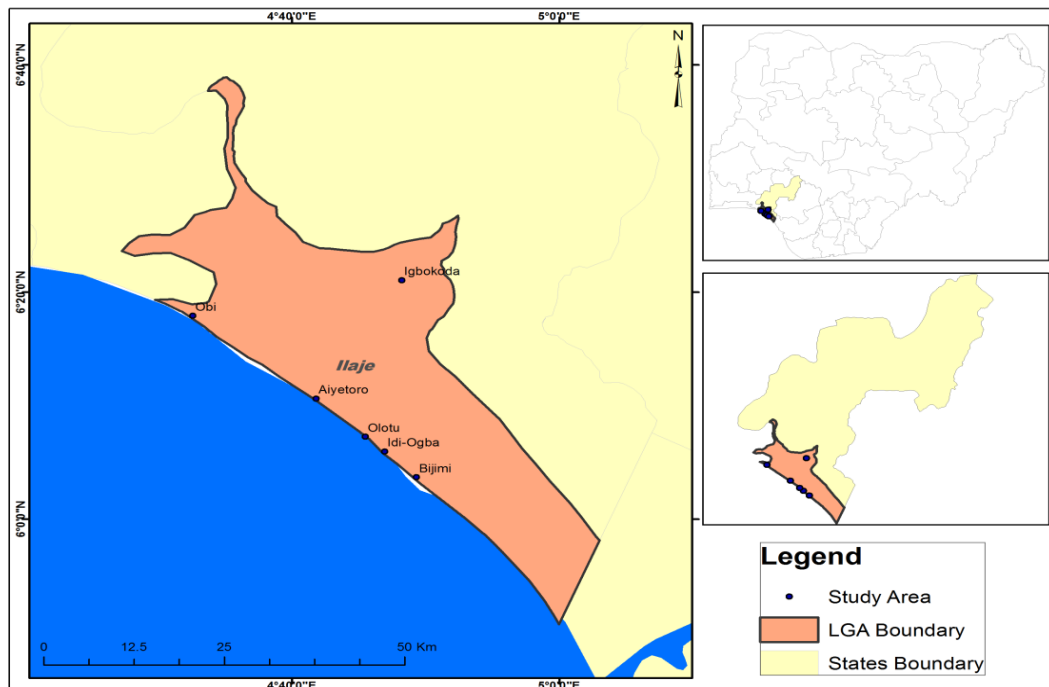 4°40'0"E 5°0'0"E
N
6°40'0"N
Igbokoda
6°20'0"N
Obi
Ilaje
Aiyetoro
Olotu
Idi-Ogba
Bijimi
6°0'0"N
0 12.5 25 50 Km
4°40'0"E 5°0'0"E
Legend
Study Area
LGA Boundary
States Boundary